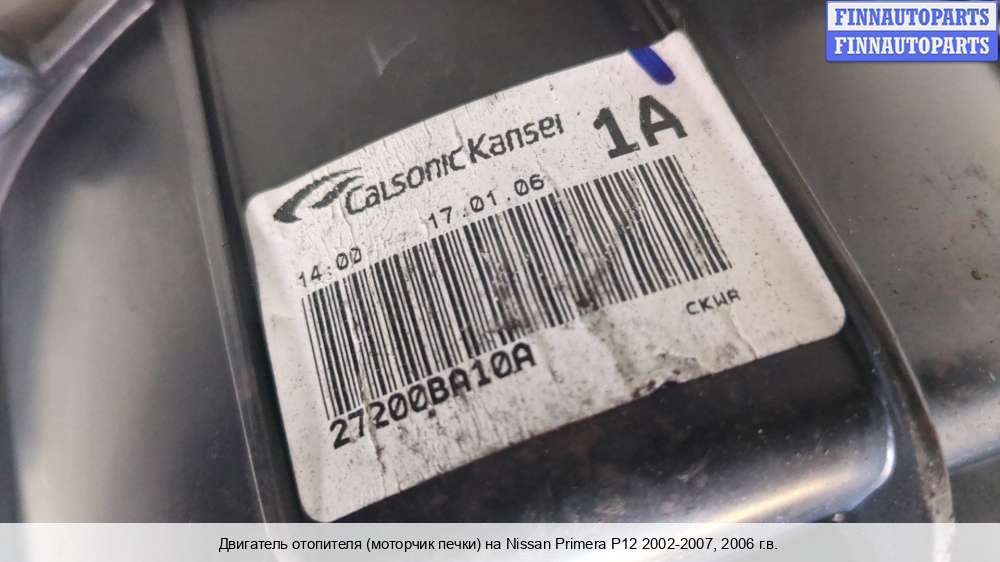 FINNAUTOPARTS
FINNAUTOPARTS
CalsonicKansei
1A
14:00 17.01.06
27200BA10A
CKWA
Двигатель отопителя (моторчик печки) на Nissan Primera P12 2002-2007, 2006 г.в.